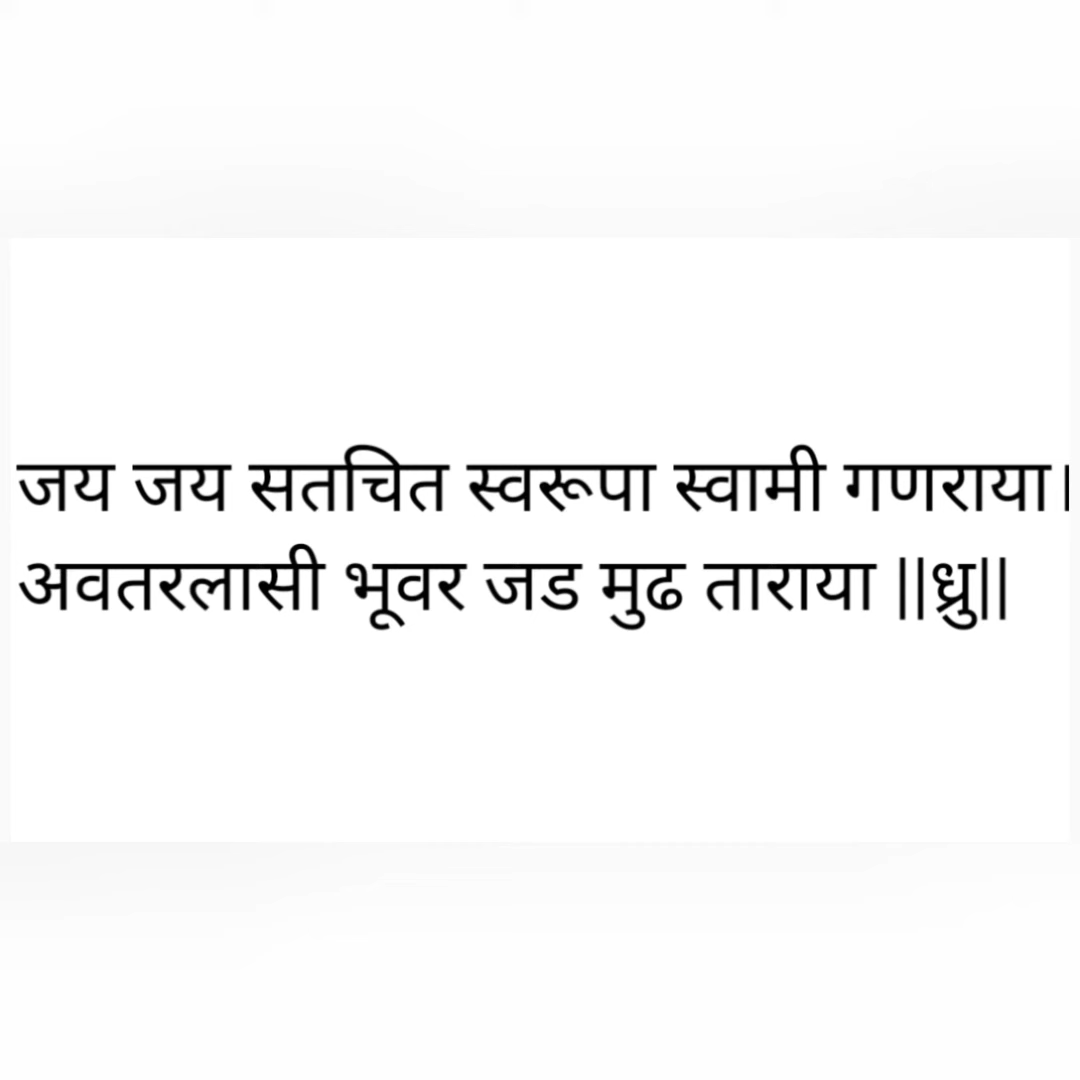 जय जय सतचित स्वरूपा स्वामी गणराया।
अवतरलासी भूवर जड मुढ ताराया ||ध्रु||